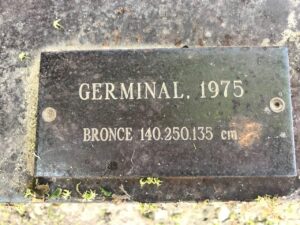 GERMINAL, 1975
BRONCE 140.250.135 cm